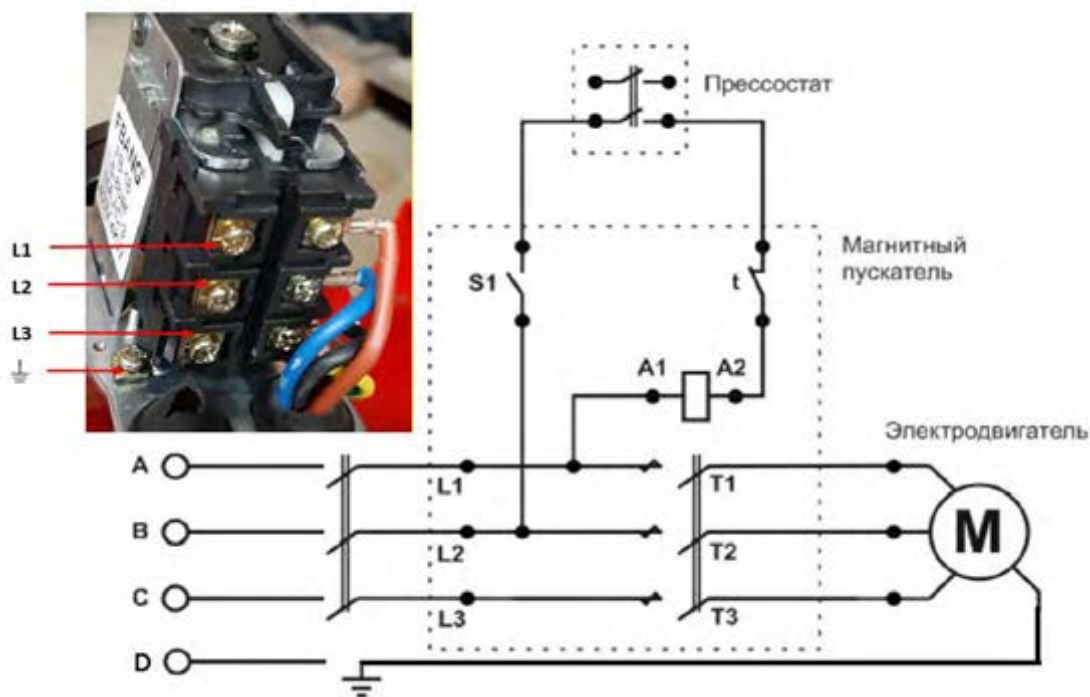 Прессостат
Магнитный
пускатель
L1
L2
L3
S1
t
A1 A2
Электродвигатель
A L1 T1
B L2 T2
C L3 T3
M
D